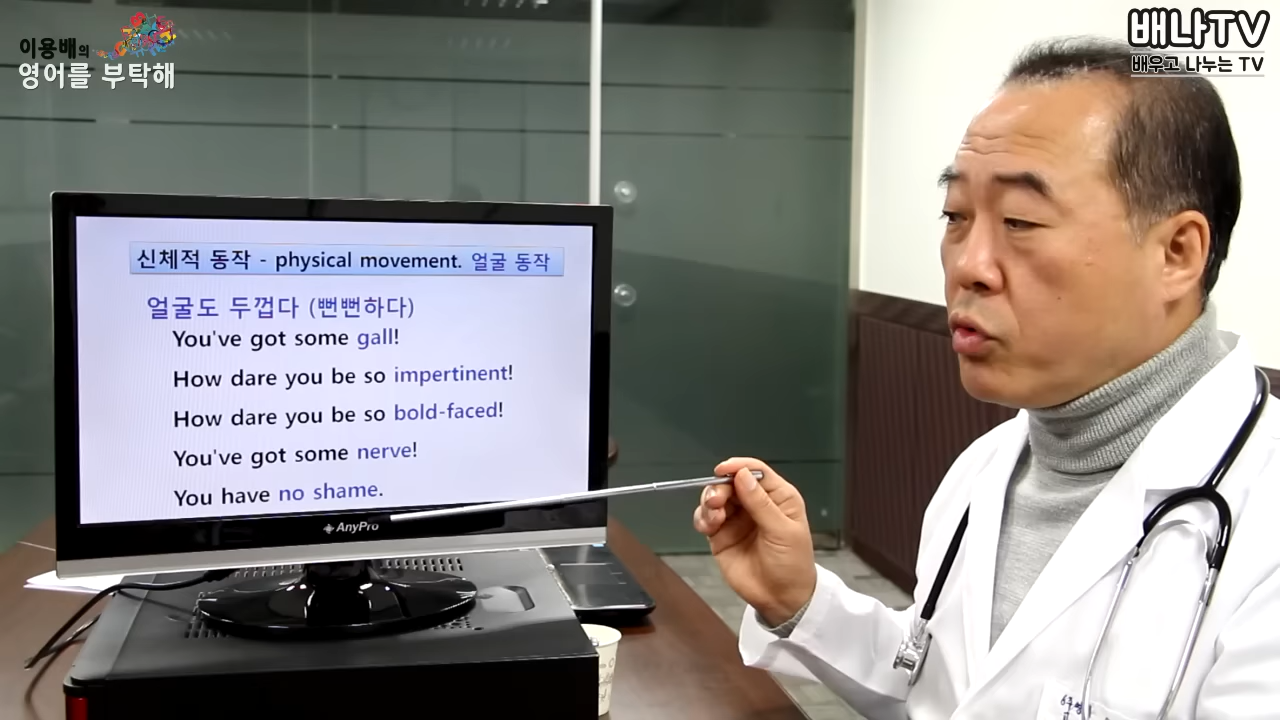 이용배의
영어를 부탁해
배나TV
배우고 나누는 TV
신체적 동작 - physical movement. 얼굴 동작
얼굴도 두껍다 (뻔뻔하다)
You've got some gall!
How dare you be so impertinent!
How dare you be so bold-faced!
You've got some nerve!
You have no shame.
AnyPro